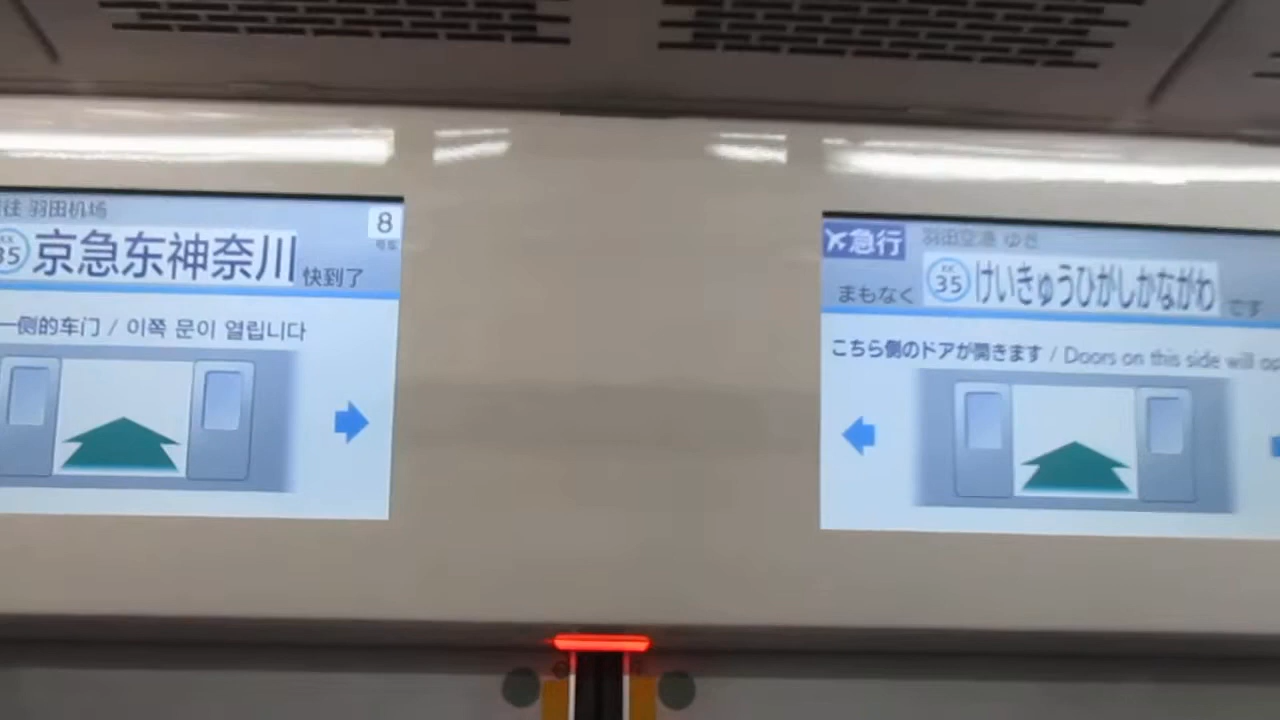 往 羽田机场
8
号车
35
京急东神奈川
快到了
一侧的车门 / 이쪽 문이 열립니다
急行
羽田空港 ゆき
まもなく
KK
35
けいきゅうひがしかながわ
です
こちら側のドアが開きます / Doors on this side will